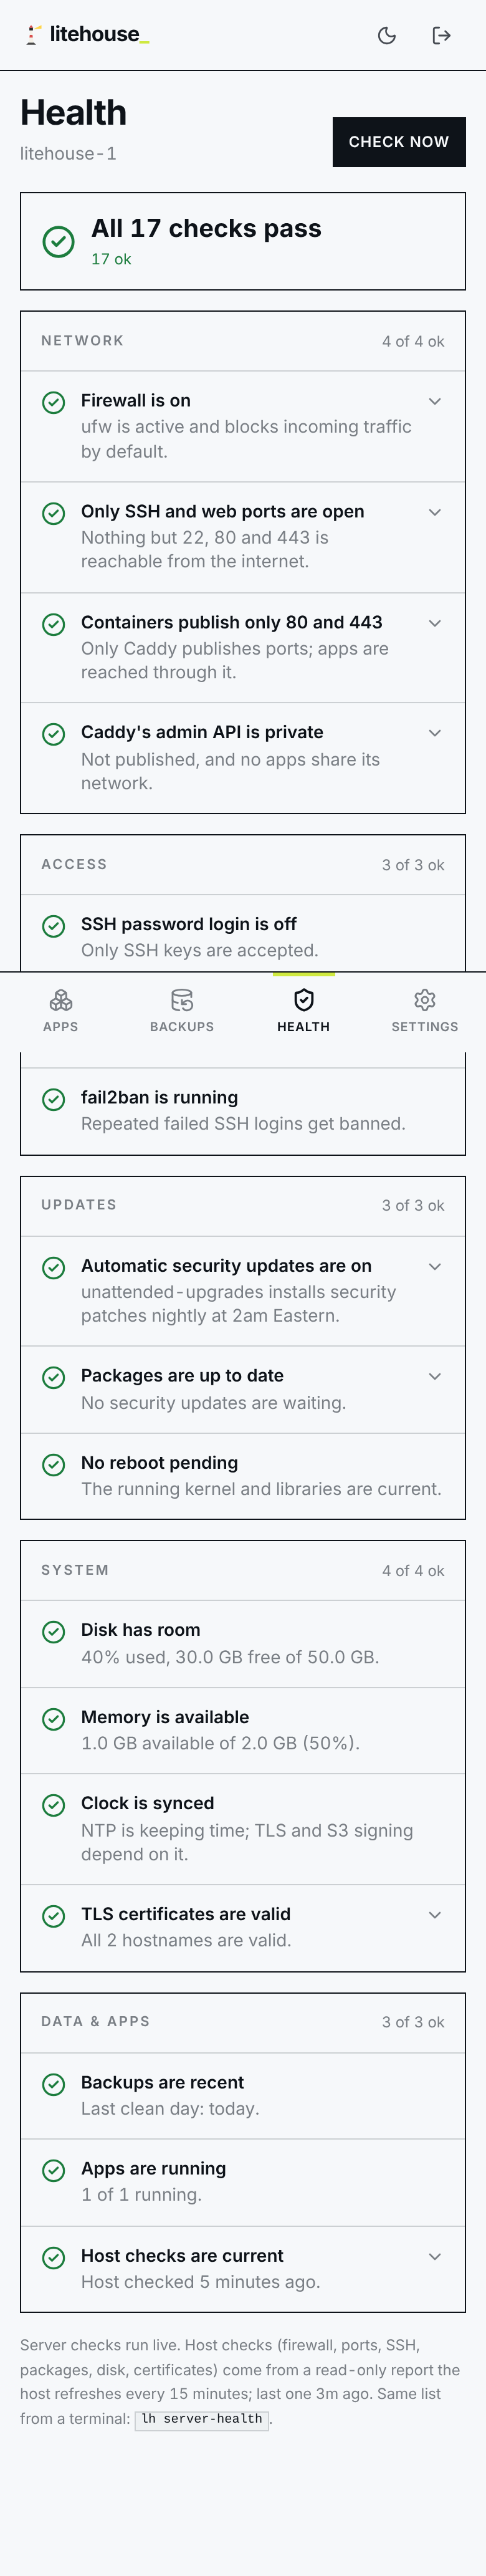 litehouse_
Health
litehouse-1
CHECK NOW
All 17 checks pass
17 ok
NETWORK
4 of 4 ok
Firewall is on
ufw is active and blocks incoming traffic
by default.
Only SSH and web ports are open
Nothing but 22, 80 and 443 is
reachable from the internet.
Containers publish only 80 and 443
Only Caddy publishes ports; apps are
reached through it.
Caddy's admin API is private
Not published, and no apps share its
network.
ACCESS
3 of 3 ok
SSH password login is off
Only SSH keys are accepted.
APPS
BACKUPS
HEALTH
SETTINGS
fail2ban is running
Repeated failed SSH logins get banned.
UPDATES
3 of 3 ok
Automatic security updates are on
unattended-upgrades installs security
patches nightly at 2am Eastern.
Packages are up to date
No security updates are waiting.
No reboot pending
The running kernel and libraries are current.
SYSTEM
4 of 4 ok
Disk has room
40% used, 30.0 GB free of 50.0 GB.
Memory is available
1.0 GB available of 2.0 GB (50%).
Clock is synced
NTP is keeping time; TLS and S3 signing
depend on it.
TLS certificates are valid
All 2 hostnames are valid.
DATA & APPS
3 of 3 ok
Backups are recent
Last clean day: today.
Apps are running
1 of 1 running.
Host checks are current
Host checked 5 minutes ago.
Server checks run live. Host checks (firewall, ports, SSH,
packages, disk, certificates) come from a read-only report the
host refreshes every 15 minutes; last one 3m ago. Same list
from a terminal: lh server-health.